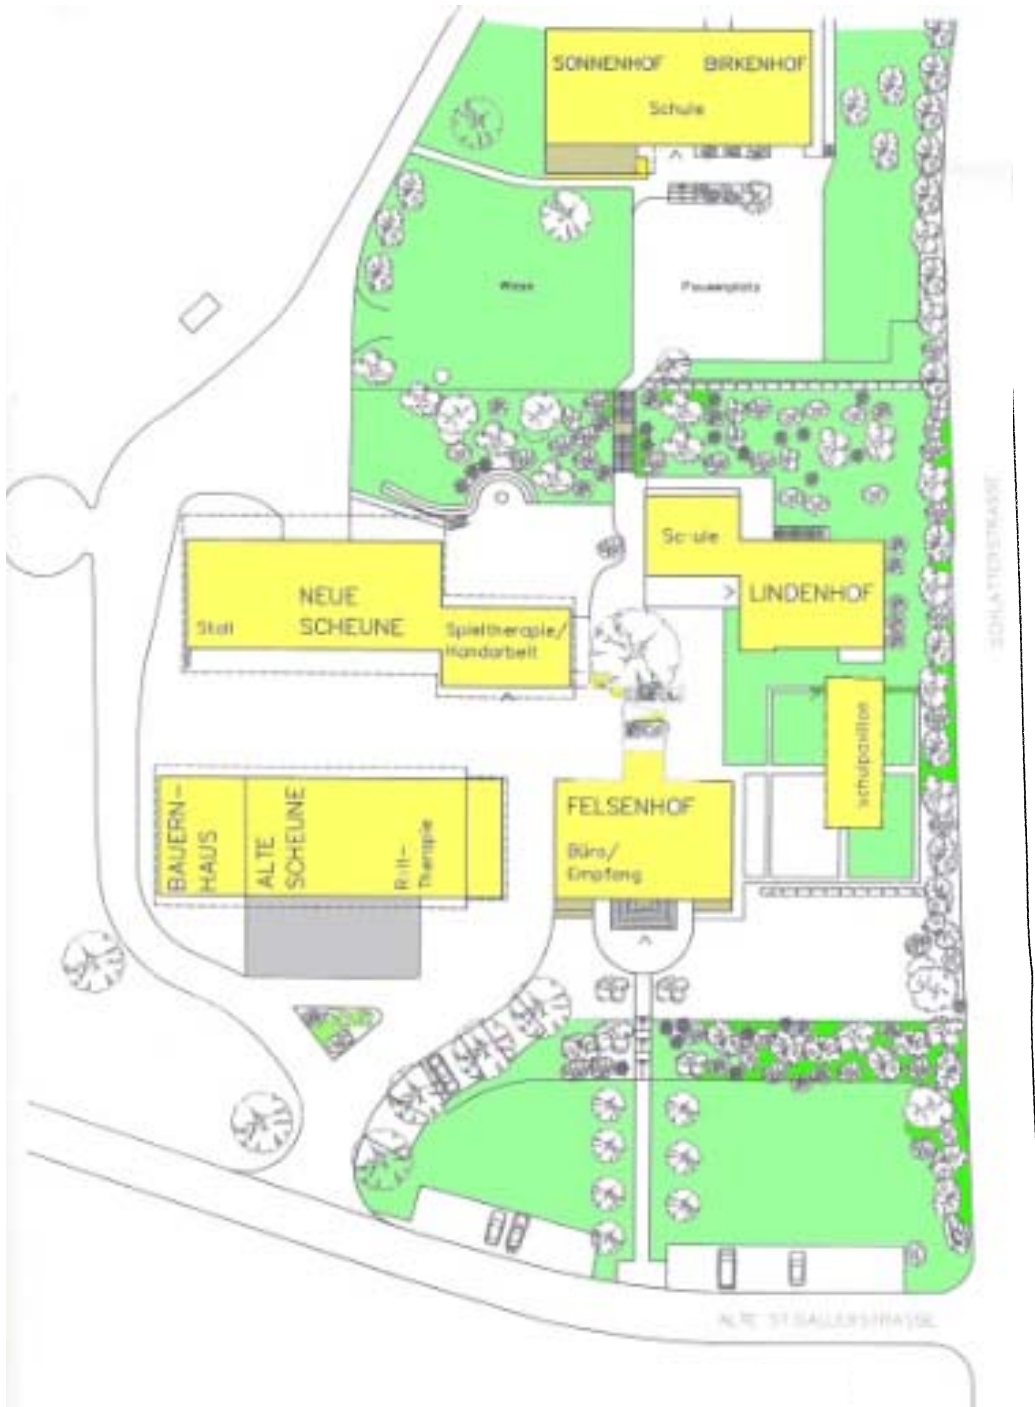 SONNENHOF BIRKENHOF
Schule
Wiese
Pausenplatz
Schule
LINDENHOF
NEUE
SCHEUNE
Stall
Spieltherapie/
Handarbeit
SCHLATTERSTRASSE
Schulpavillon
FELSENHOF
Büro/
Empfang
BAUERN-
HAUS
ALTE
SCHEUNE
Reit-
Therapie
ALTE ST.GALLERSTRASSE